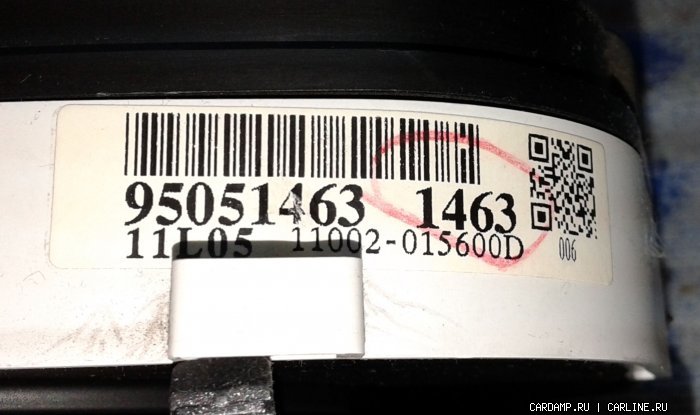 95051463 1463
11L05 11002-015600D
006
CARDAMP.RU | CARLINE.RU